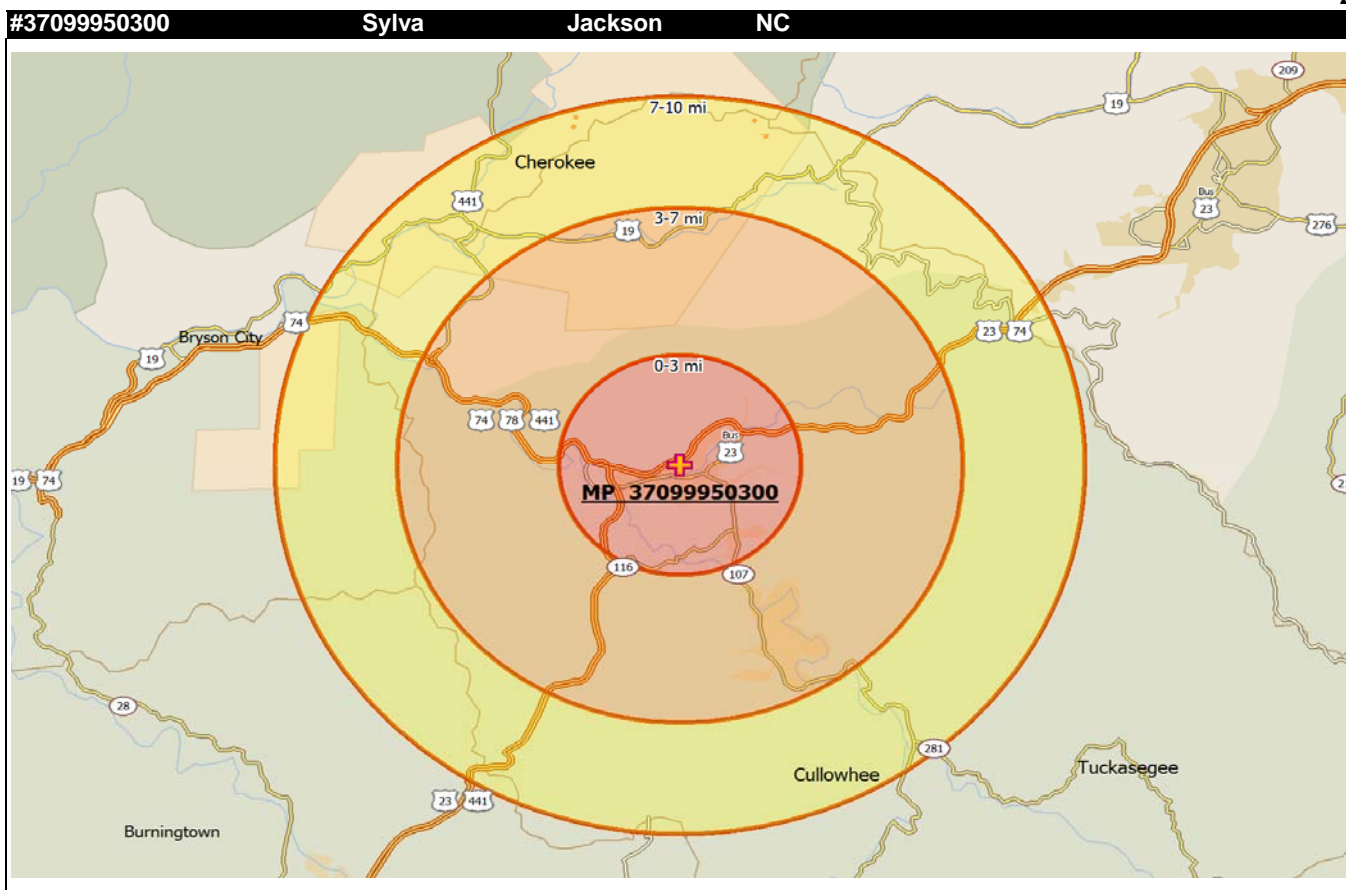 #37099950300 Sylva Jackson NC
209
7-10 mi
19
Cherokee
441
Bus
23
276
3-7 mi
19
74
23 74
Bryson City
19
0-3 mi
74 78 441
Bus
23
19 74
MP 37099950300
116
107
28
281
Cullowhee
Tuckasegee
23 441
Burningtown